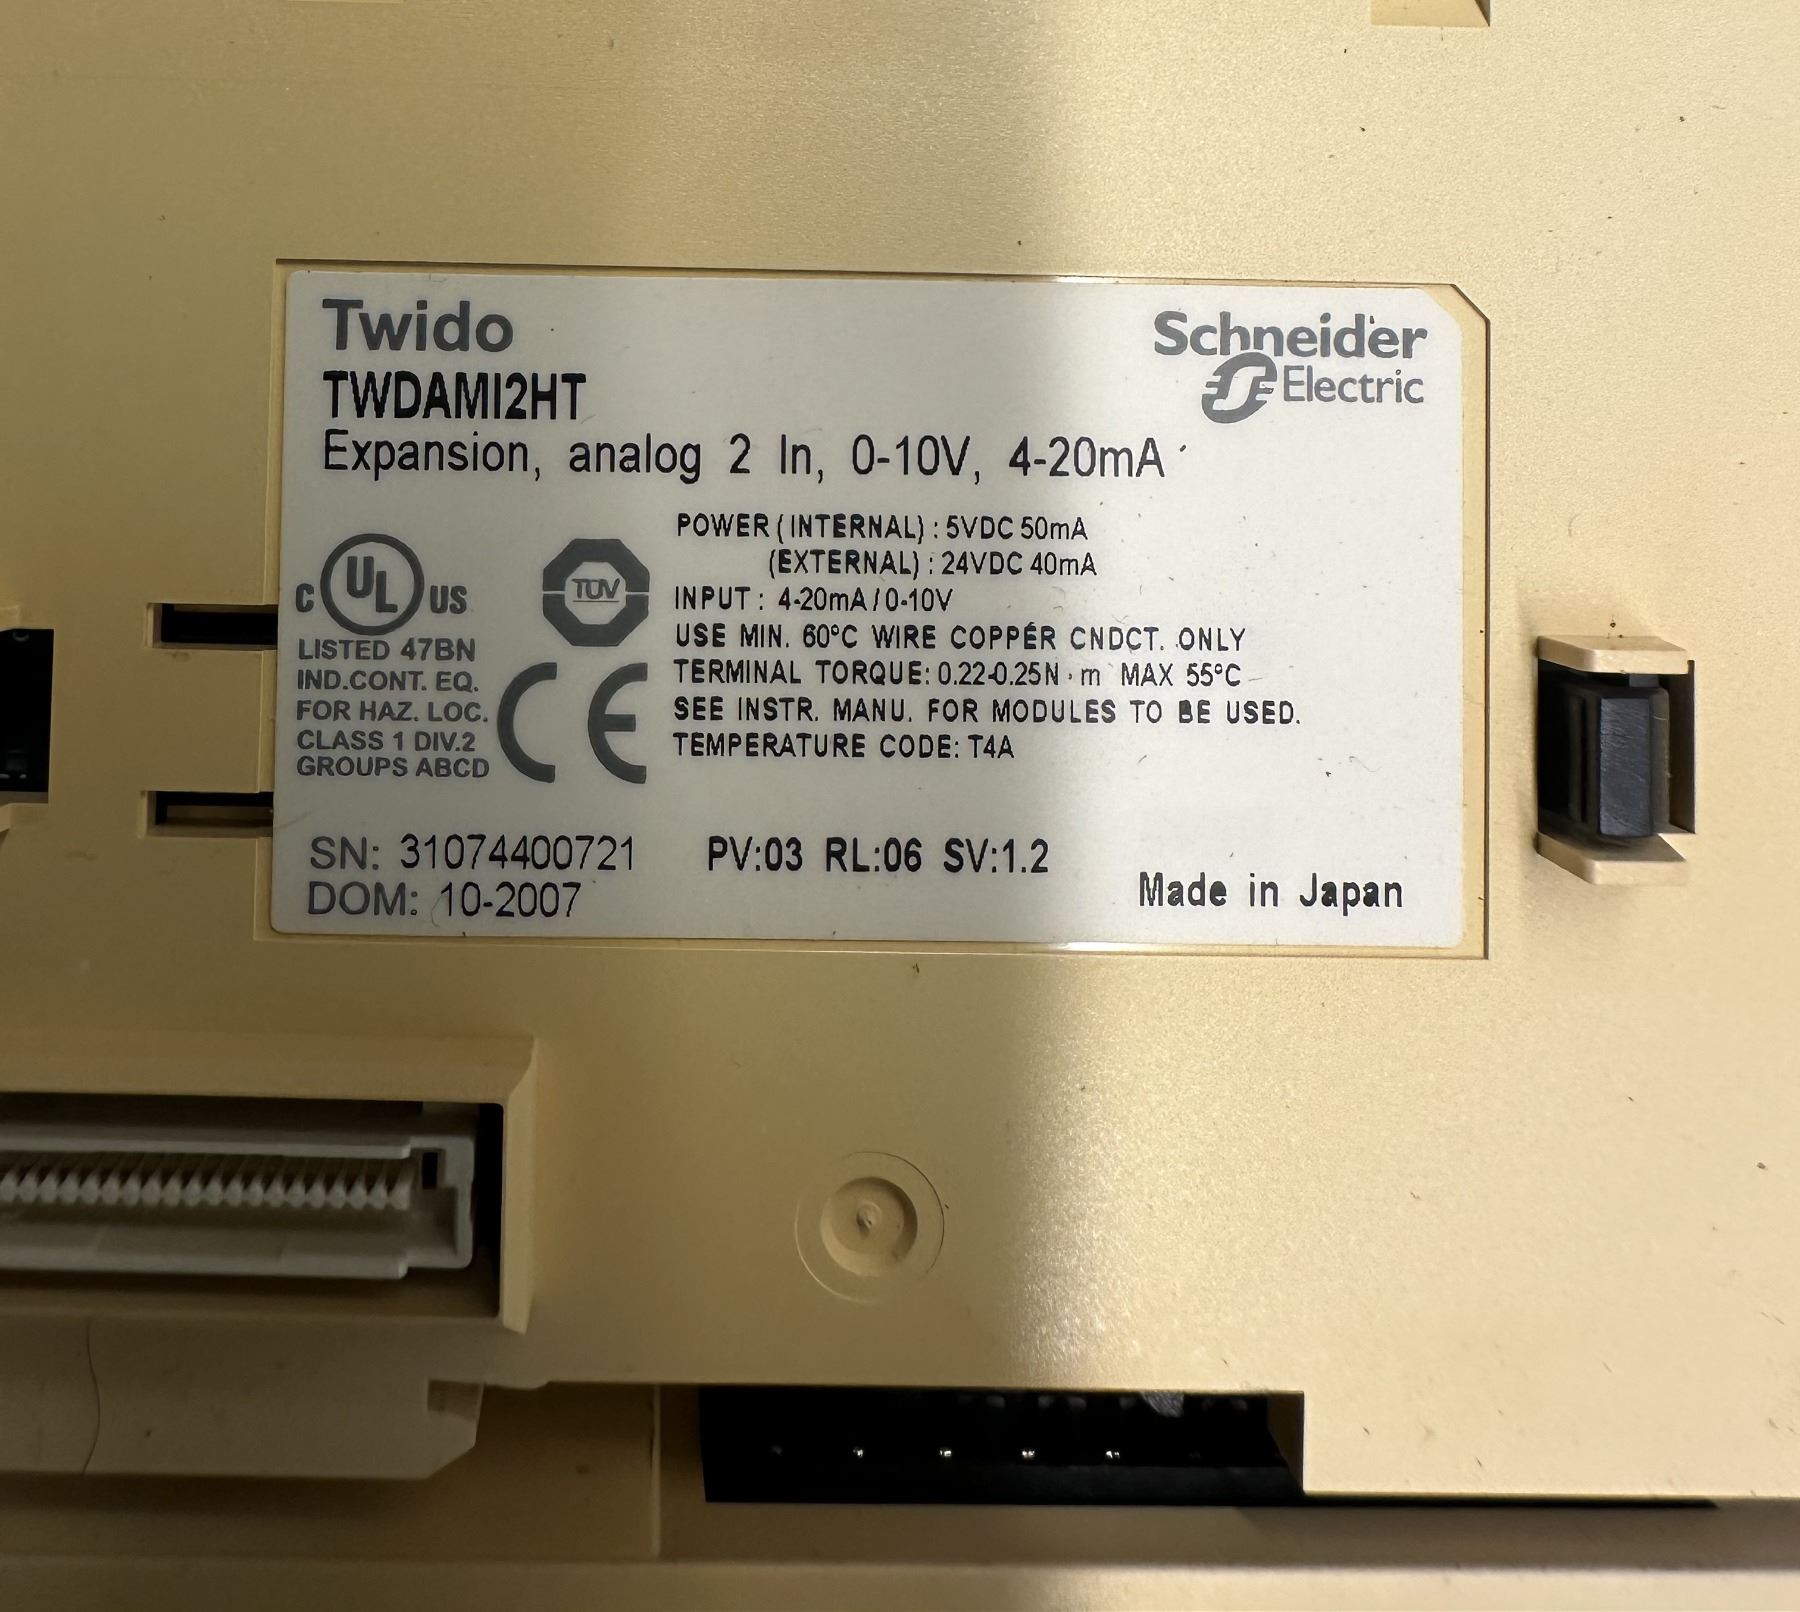 Twido
Schneider
Electric
TWDAMI2HT
Expansion, analog 2 In, 0-10V, 4-20mA
POWER (INTERNAL) : 5VDC 50mA
(EXTERNAL) : 24VDC 40mA
INPUT : 4-20mA / 0-10V
USE MIN. 60°C WIRE COPPER CNDCT. ONLY
TERMINAL TORQUE: 0.22-0.25N·m MAX 55°C
SEE INSTR. MANU. FOR MODULES TO BE USED.
TEMPERATURE CODE: T4A
C UL US
TUV
LISTED 47BN
IND.CONT. EQ.
FOR HAZ. LOC.
CLASS 1 DIV.2
GROUPS ABCD
CE
SN: 31074400721 PV:03 RL:06 SV:1.2
DOM: 10-2007
Made in Japan